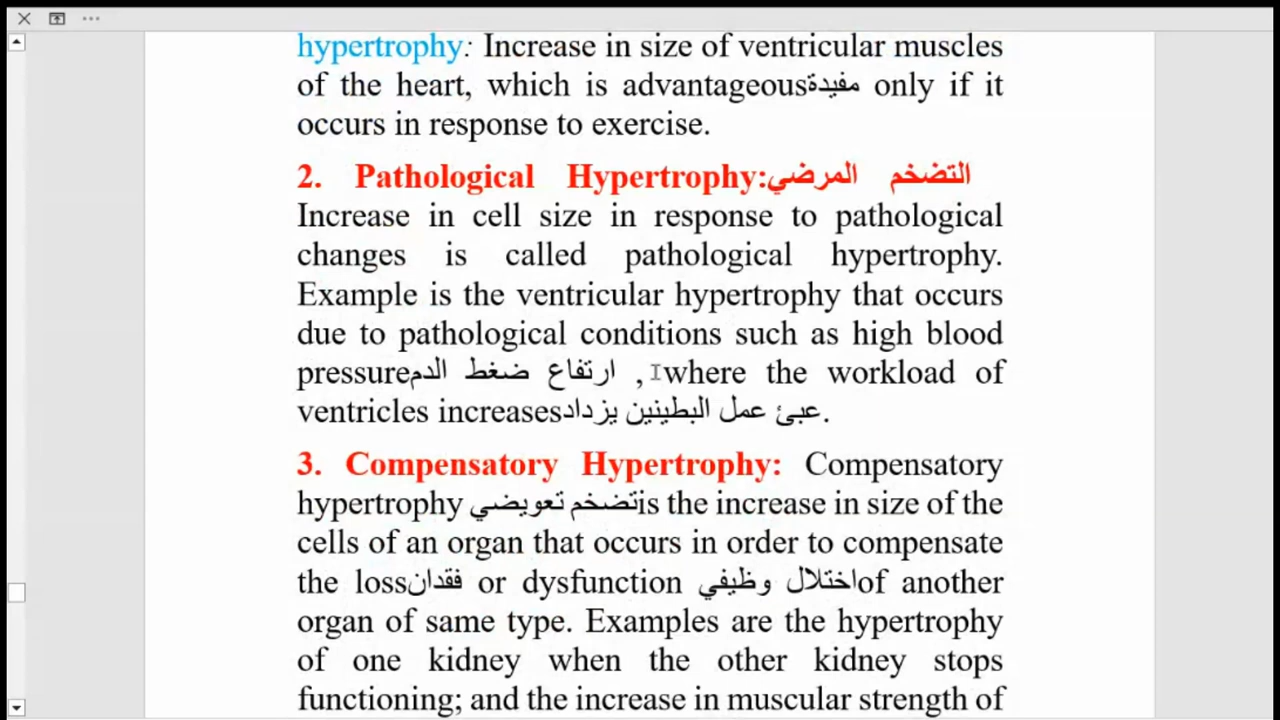 hypertrophy: Increase in size of ventricular muscles
of the heart, which is advantageousمفيدة only if it
occurs in response to exercise.
2. Pathological Hypertrophy:التضخم المرضي
Increase in cell size in response to pathological
changes is called pathological hypertrophy.
Example is the ventricular hypertrophy that occurs
due to pathological conditions such as high blood
pressureارتفاع ضغط الدم , where the workload of
ventricles increasesعبئ عمل البطينين يزداد.
3. Compensatory Hypertrophy: Compensatory
hypertrophy تضخم تعويضيis the increase in size of the
cells of an organ that occurs in order to compensate
the lossفقدان or dysfunction اختلال وظيفيof another
organ of same type. Examples are the hypertrophy
of one kidney when the other kidney stops
functioning; and the increase in muscular strength of